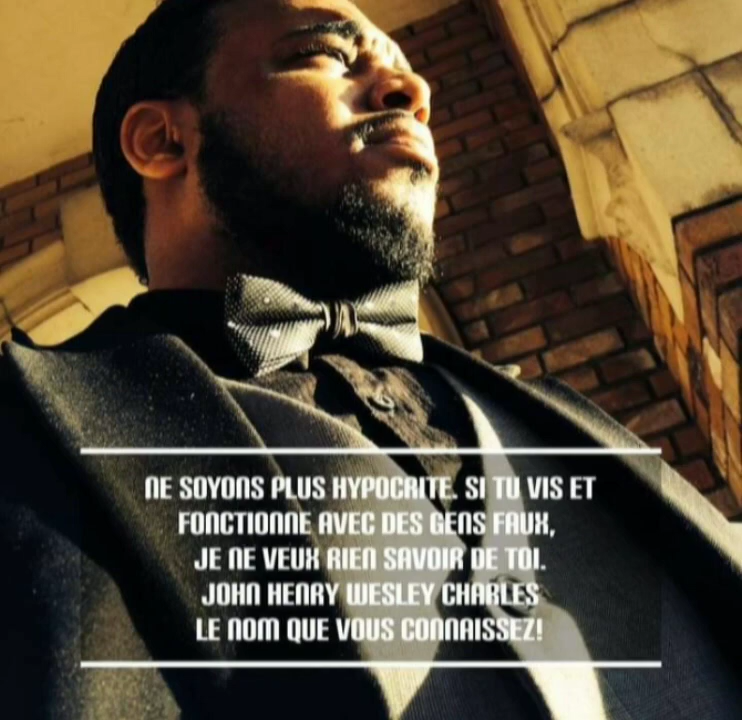 NE SOYONS PLUS HYPOCRITE. SI TU VIS ET
FONCTIONNE AVEC DES GENS FAUX,
JE NE VEUX RIEN SAVOIR DE TOI.
JOHN HENRY WESLEY CHARLES
LE NOM QUE VOUS CONNAISSEZ!